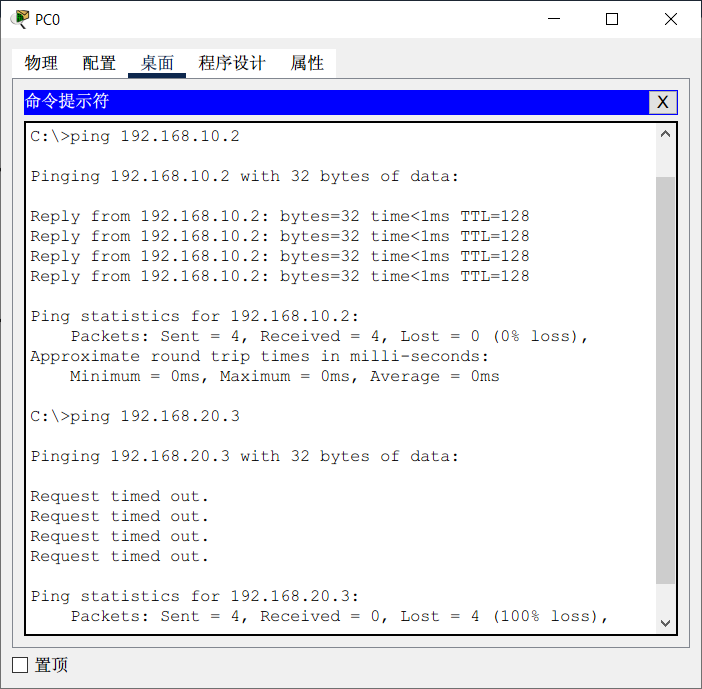 PC0
物理 配置 桌面 程序设计 属性
命令提示符 X
C:\>ping 192.168.10.2
Pinging 192.168.10.2 with 32 bytes of data:
Reply from 192.168.10.2: bytes=32 time<1ms TTL=128
Reply from 192.168.10.2: bytes=32 time<1ms TTL=128
Reply from 192.168.10.2: bytes=32 time<1ms TTL=128
Reply from 192.168.10.2: bytes=32 time<1ms TTL=128
Ping statistics for 192.168.10.2:
    Packets: Sent = 4, Received = 4, Lost = 0 (0% loss),
Approximate round trip times in milli-seconds:
    Minimum = 0ms, Maximum = 0ms, Average = 0ms
C:\>ping 192.168.20.3
Pinging 192.168.20.3 with 32 bytes of data:
Request timed out.
Request timed out.
Request timed out.
Request timed out.
Ping statistics for 192.168.20.3:
    Packets: Sent = 4, Received = 0, Lost = 4 (100% loss),
置顶